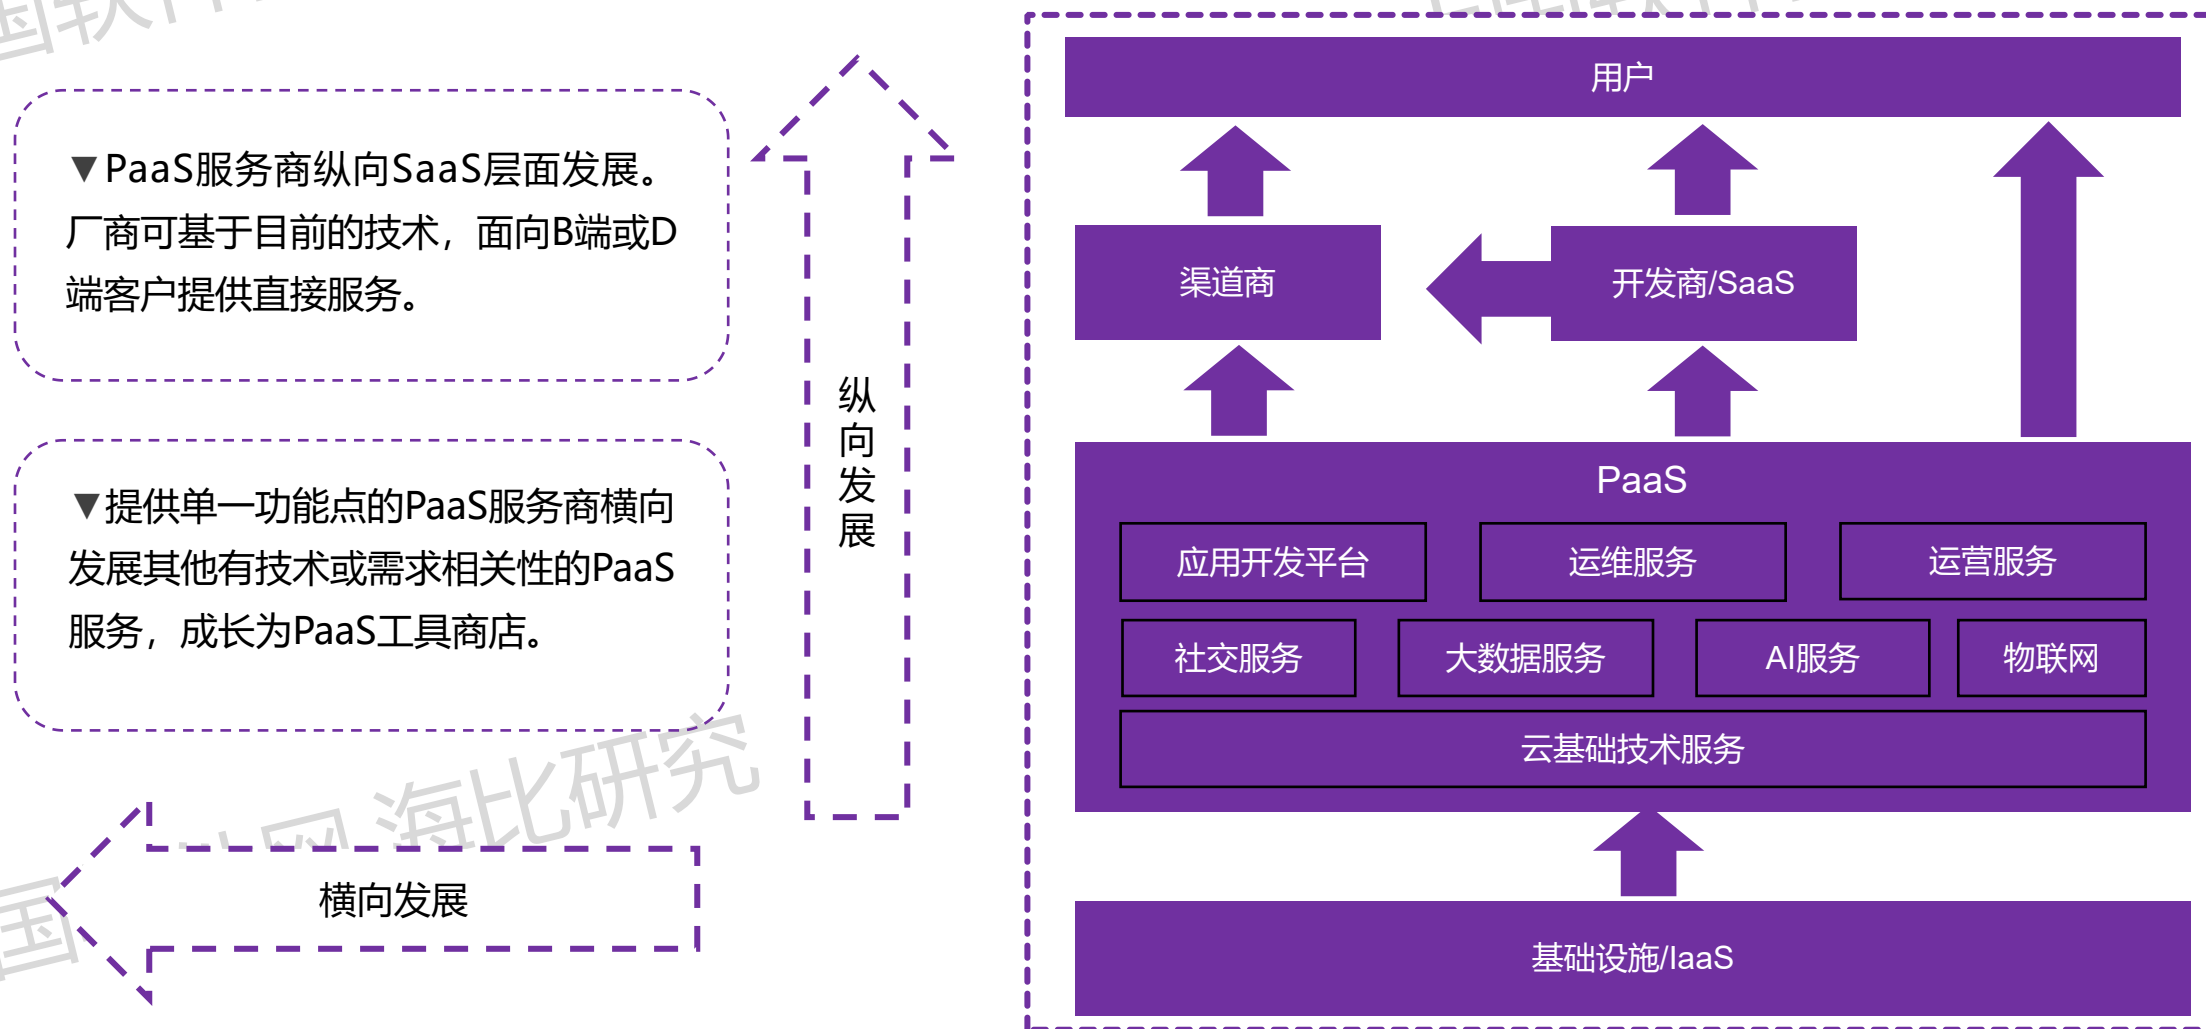 ▼PaaS服务商纵向SaaS层面发展。
厂商可基于目前的技术，面向B端或D
端客户提供直接服务。
▼提供单一功能点的PaaS服务商横向
发展其他有技术或需求相关性的PaaS
服务，成长为PaaS工具商店。
纵向发展
横向发展
用户
渠道商
开发商/SaaS
PaaS
应用开发平台
运维服务
运营服务
社交服务
大数据服务
AI服务
物联网
云基础技术服务
基础设施/IaaS
海比研究